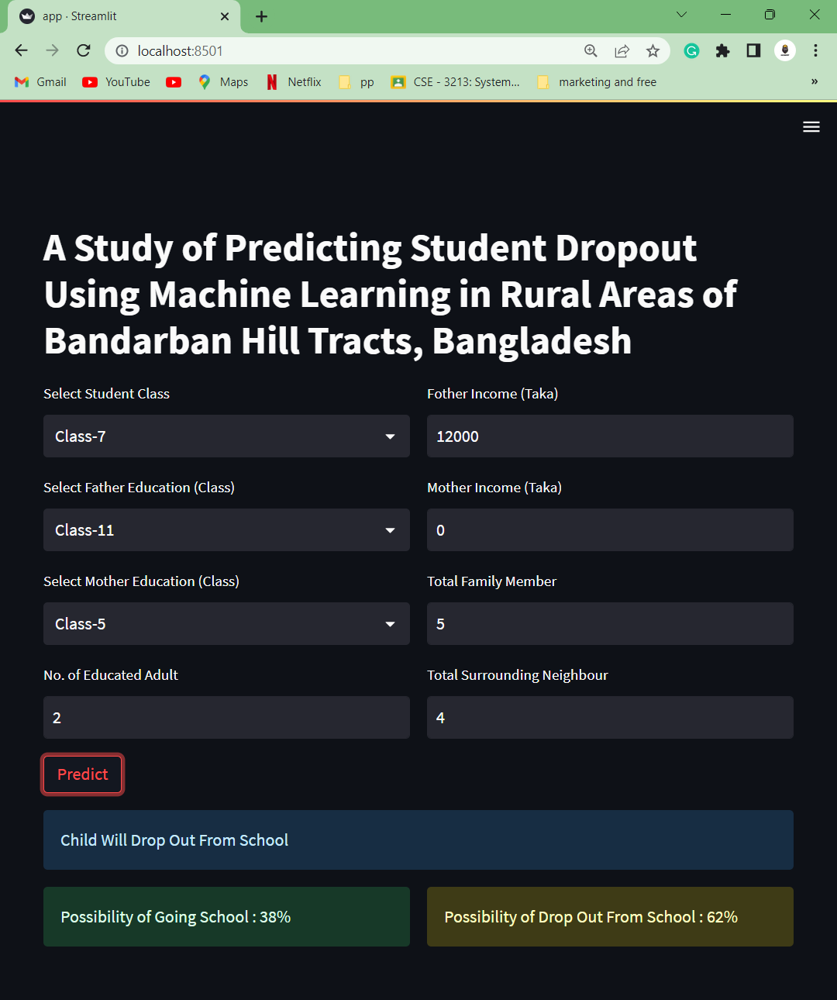 app · Streamlit
localhost:8501
Gmail YouTube Maps Netflix pp CSE - 3213: System... marketing and free »
A Study of Predicting Student Dropout
Using Machine Learning in Rural Areas of
Bandarban Hill Tracts, Bangladesh
Select Student Class
Class-7
Fother Income (Taka)
12000
Select Father Education (Class)
Class-11
Mother Income (Taka)
0
Select Mother Education (Class)
Class-5
Total Family Member
5
No. of Educated Adult
2
Total Surrounding Neighbour
4
Predict
Child Will Drop Out From School
Possibility of Going School : 38%
Possibility of Drop Out From School : 62%